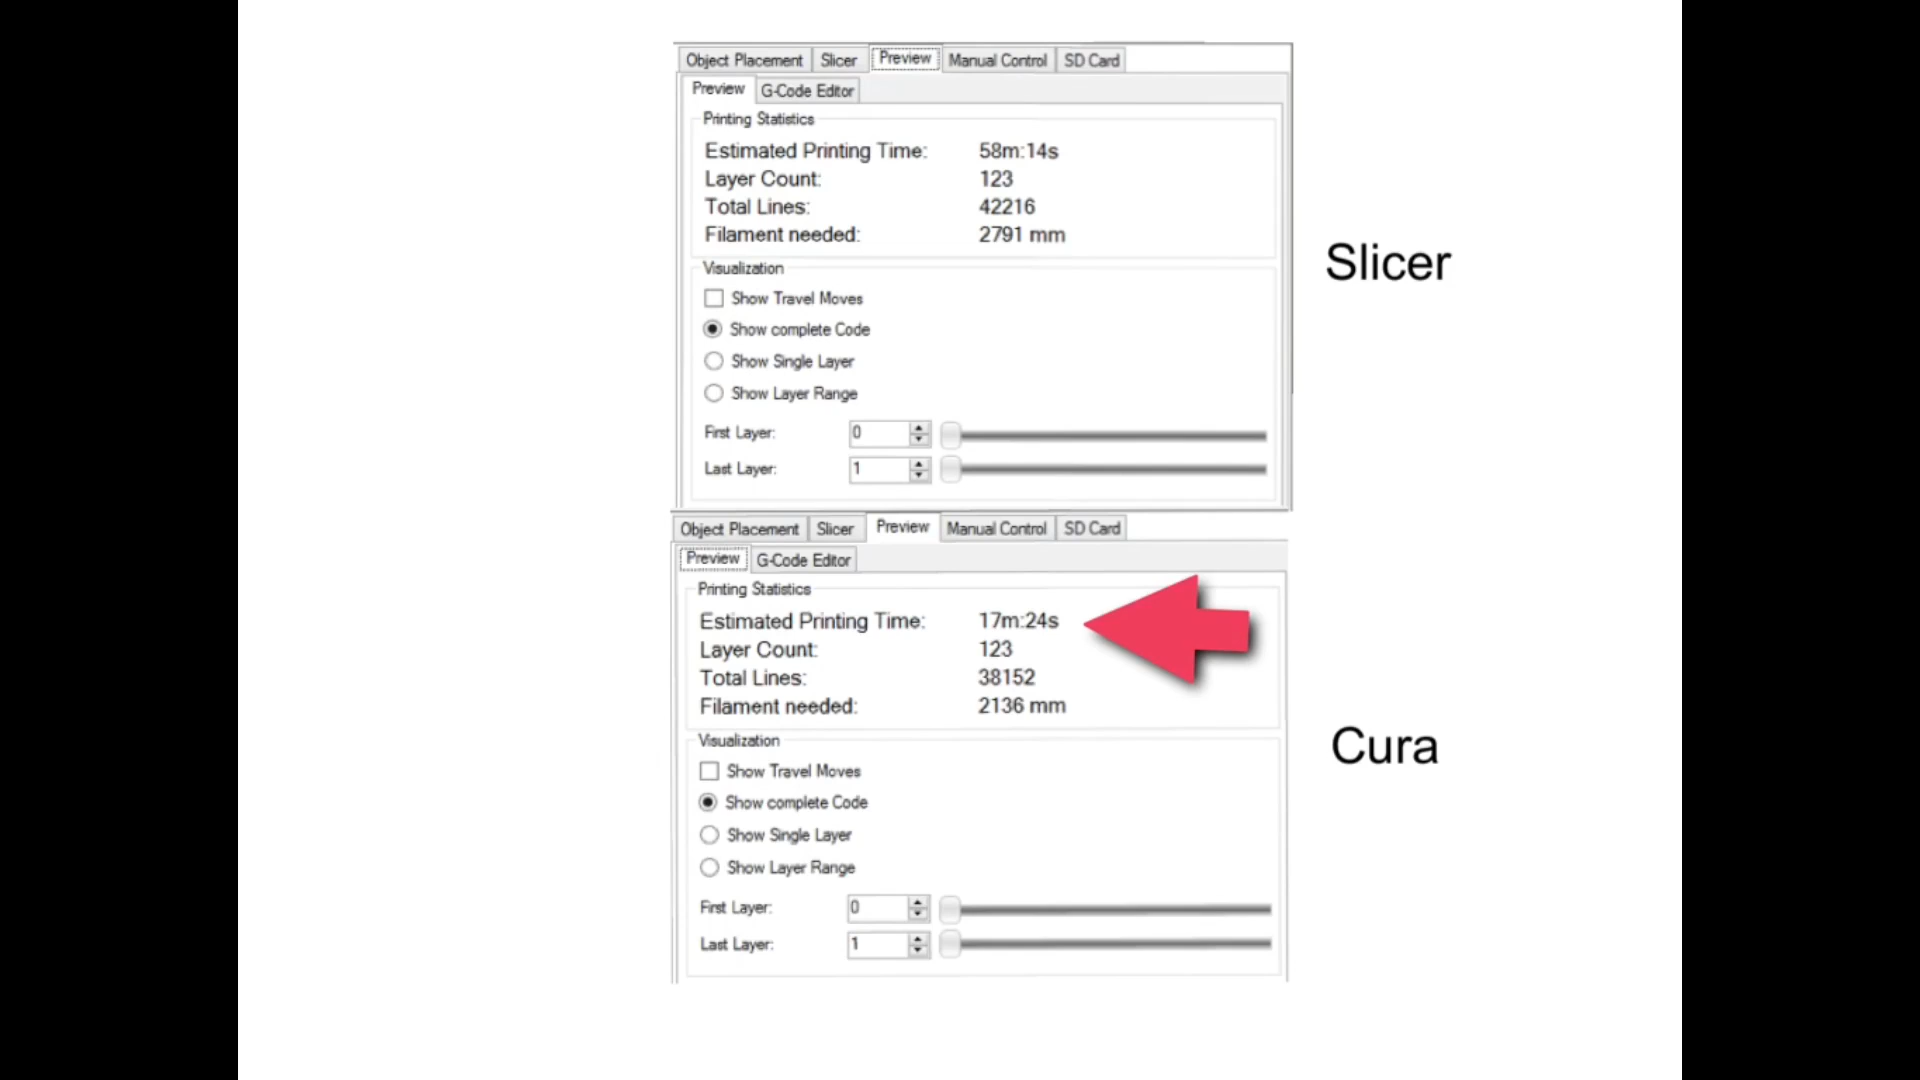 Object Placement Slicer Preview Manual Control SD Card
Preview G-Code Editor
Printing Statistics
Estimated Printing Time: 58m:14s
Layer Count: 123
Total Lines: 42216
Filament needed: 2791 mm
Visualization
Show Travel Moves
Show complete Code
Show Single Layer
Show Layer Range
First Layer: 0
Last Layer: 1
Slicer
Object Placement Slicer Preview Manual Control SD Card
Preview G-Code Editor
Printing Statistics
Estimated Printing Time: 17m:24s
Layer Count: 123
Total Lines: 38152
Filament needed: 2136 mm
Visualization
Show Travel Moves
Show complete Code
Show Single Layer
Show Layer Range
First Layer: 0
Last Layer: 1
Cura